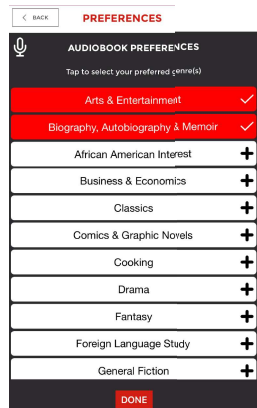 BACK
PREFERENCES
AUDIOBOOK PREFERENCES
Tap to select your preferred genre(s)
Arts & Entertainment
Biography, Autobiography & Memoir
African American Interest
Business & Economics
Classics
Comics & Graphic Novels
Cooking
Drama
Fantasy
Foreign Language Study
General Fiction
DONE